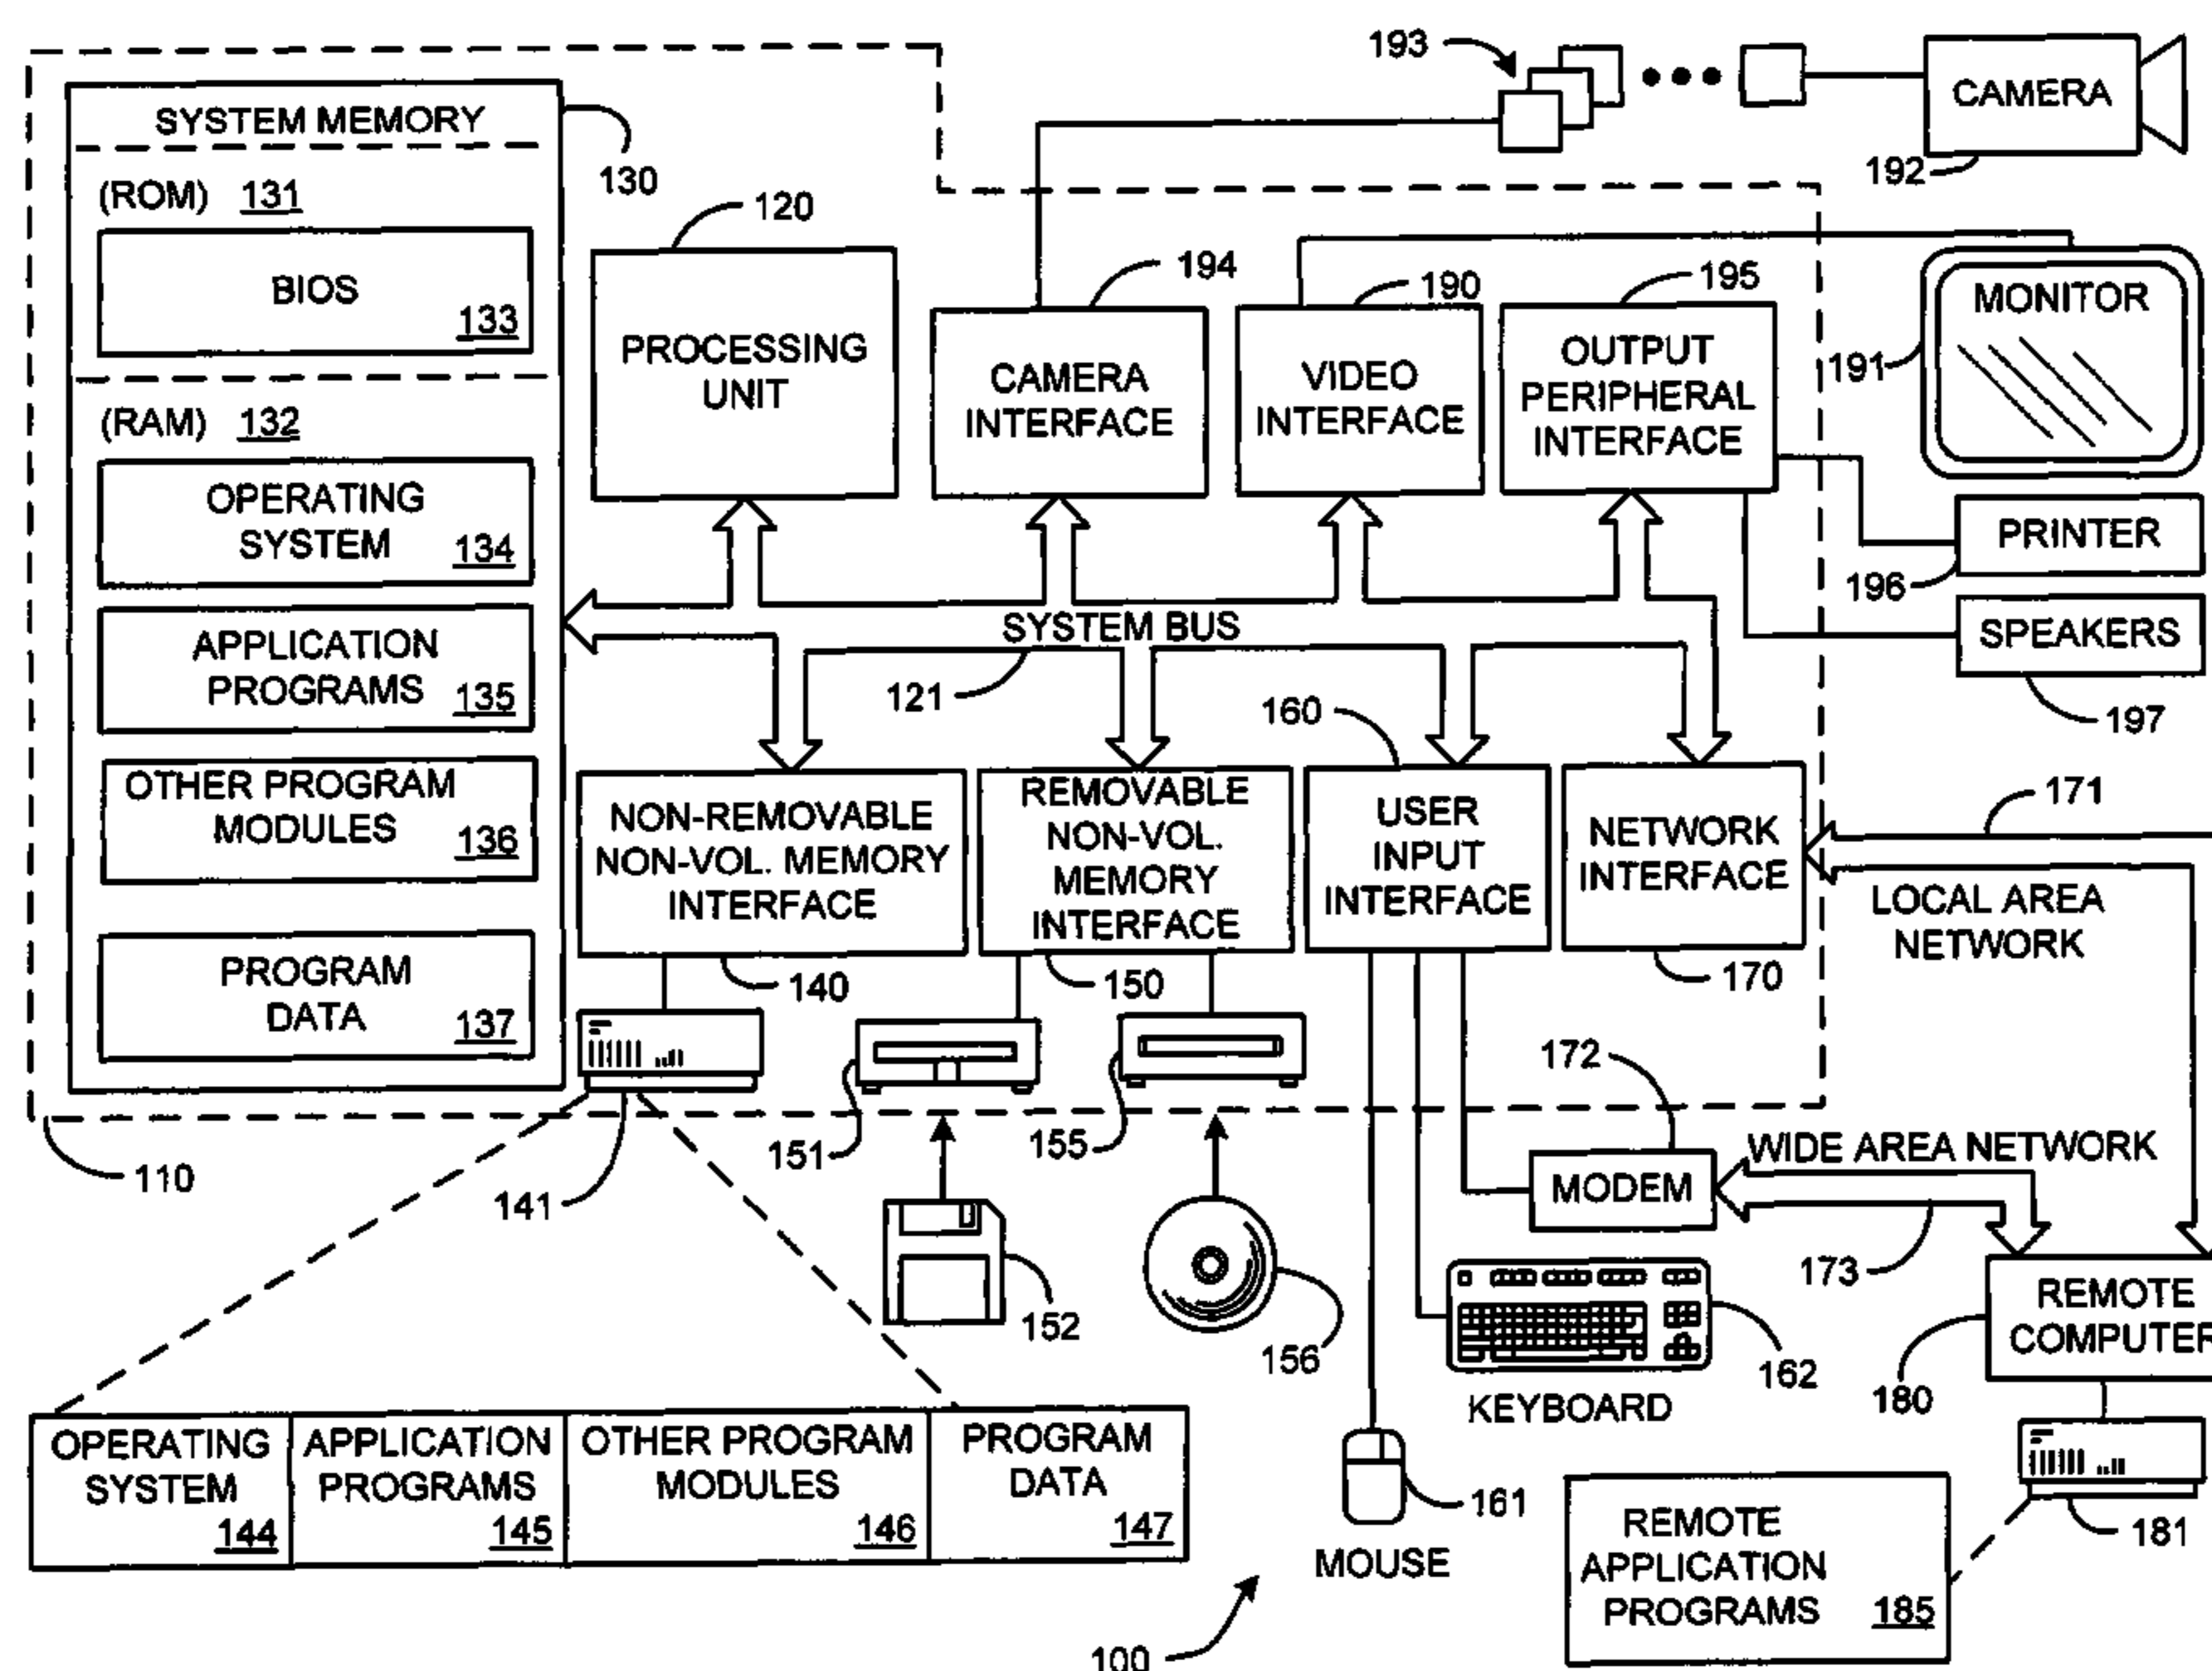 193
CAMERA
192
SYSTEM MEMORY
130
(ROM) 131
BIOS
133
(RAM) 132
OPERATING
SYSTEM 134
APPLICATION
PROGRAMS 135
OTHER PROGRAM
MODULES 136
PROGRAM
DATA 137
120
PROCESSING
UNIT
194
CAMERA
INTERFACE
190
VIDEO
INTERFACE
195
OUTPUT
PERIPHERAL
INTERFACE
MONITOR
191
PRINTER
196
SPEAKERS
197
SYSTEM BUS
121
160
NON-REMOVABLE
NON-VOL. MEMORY
INTERFACE
140
REMOVABLE
NON-VOL.
MEMORY
INTERFACE
150
USER
INPUT
INTERFACE
NETWORK
INTERFACE
170
171
LOCAL AREA
NETWORK
110
141
151
155
152
156
172
MODEM
WIDE AREA NETWORK
173
REMOTE
COMPUTER
180
162
KEYBOARD
161
MOUSE
181
OPERATING
SYSTEM
144
APPLICATION
PROGRAMS
145
OTHER PROGRAM
MODULES
146
PROGRAM
DATA
147
REMOTE
APPLICATION
PROGRAMS 185
100